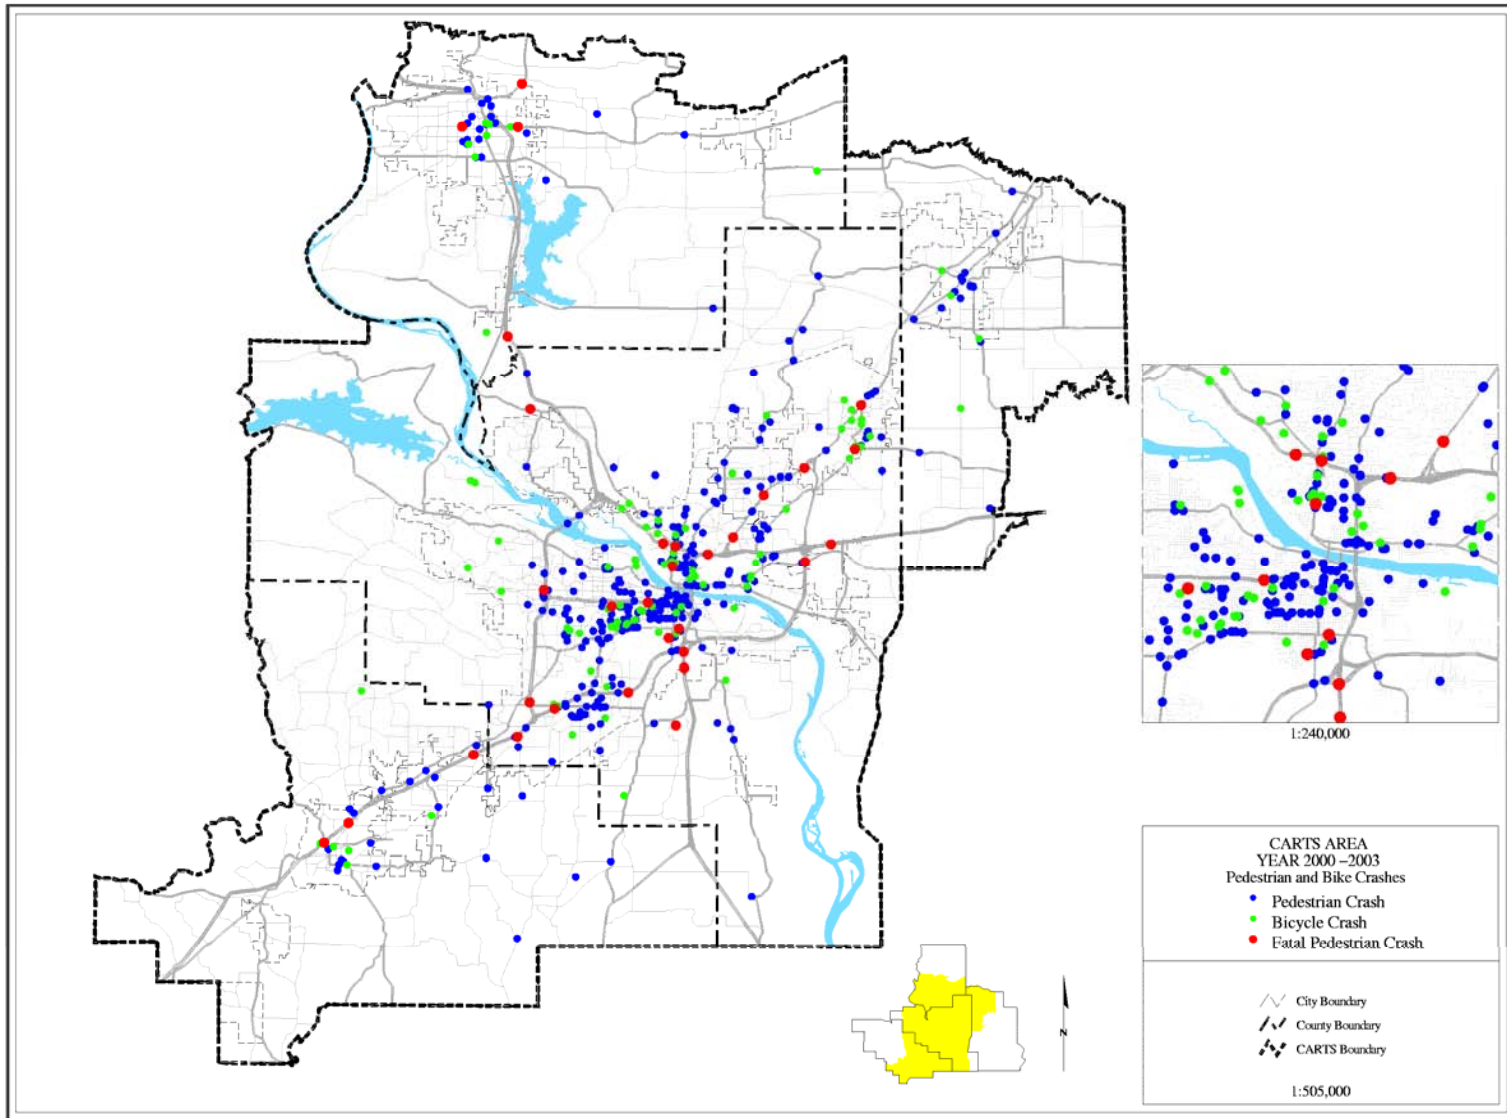 1:240,000
CARTS AREA
YEAR 2000 –2003
Pedestrian and Bike Crashes
Pedestrian Crash
Bicycle Crash
Fatal Pedestrian Crash
City Boundary
County Boundary
CARTS Boundary
1:505,000
N